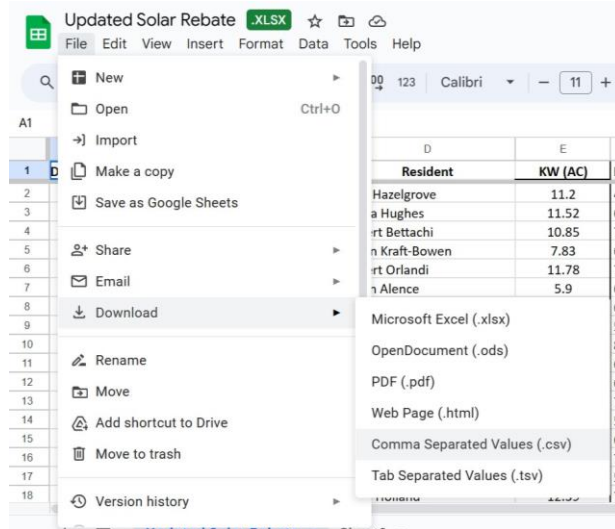 Updated Solar Rebate .XLSX
File Edit View Insert Format Data Tools Help
New
123 Calibri − 11 +
Open Ctrl+O
A1
Import
D E
1 D Make a copy Resident KW (AC)
2 Hazelgrove 11.2
Save as Google Sheets
3 a Hughes 11.52
4 rt Bettachi 10.85
5 Share n Kraft-Bowen 7.83
6 rt Orlandi 11.78
7 Email n Alence 5.9
8 Download
Microsoft Excel (.xlsx)
9
10 OpenDocument (.ods)
11 Rename
12 PDF (.pdf)
13 Move
Web Page (.html)
14 Add shortcut to Drive
15 Comma Separated Values (.csv)
16 Move to trash
17 Tab Separated Values (.tsv)
18 Version history